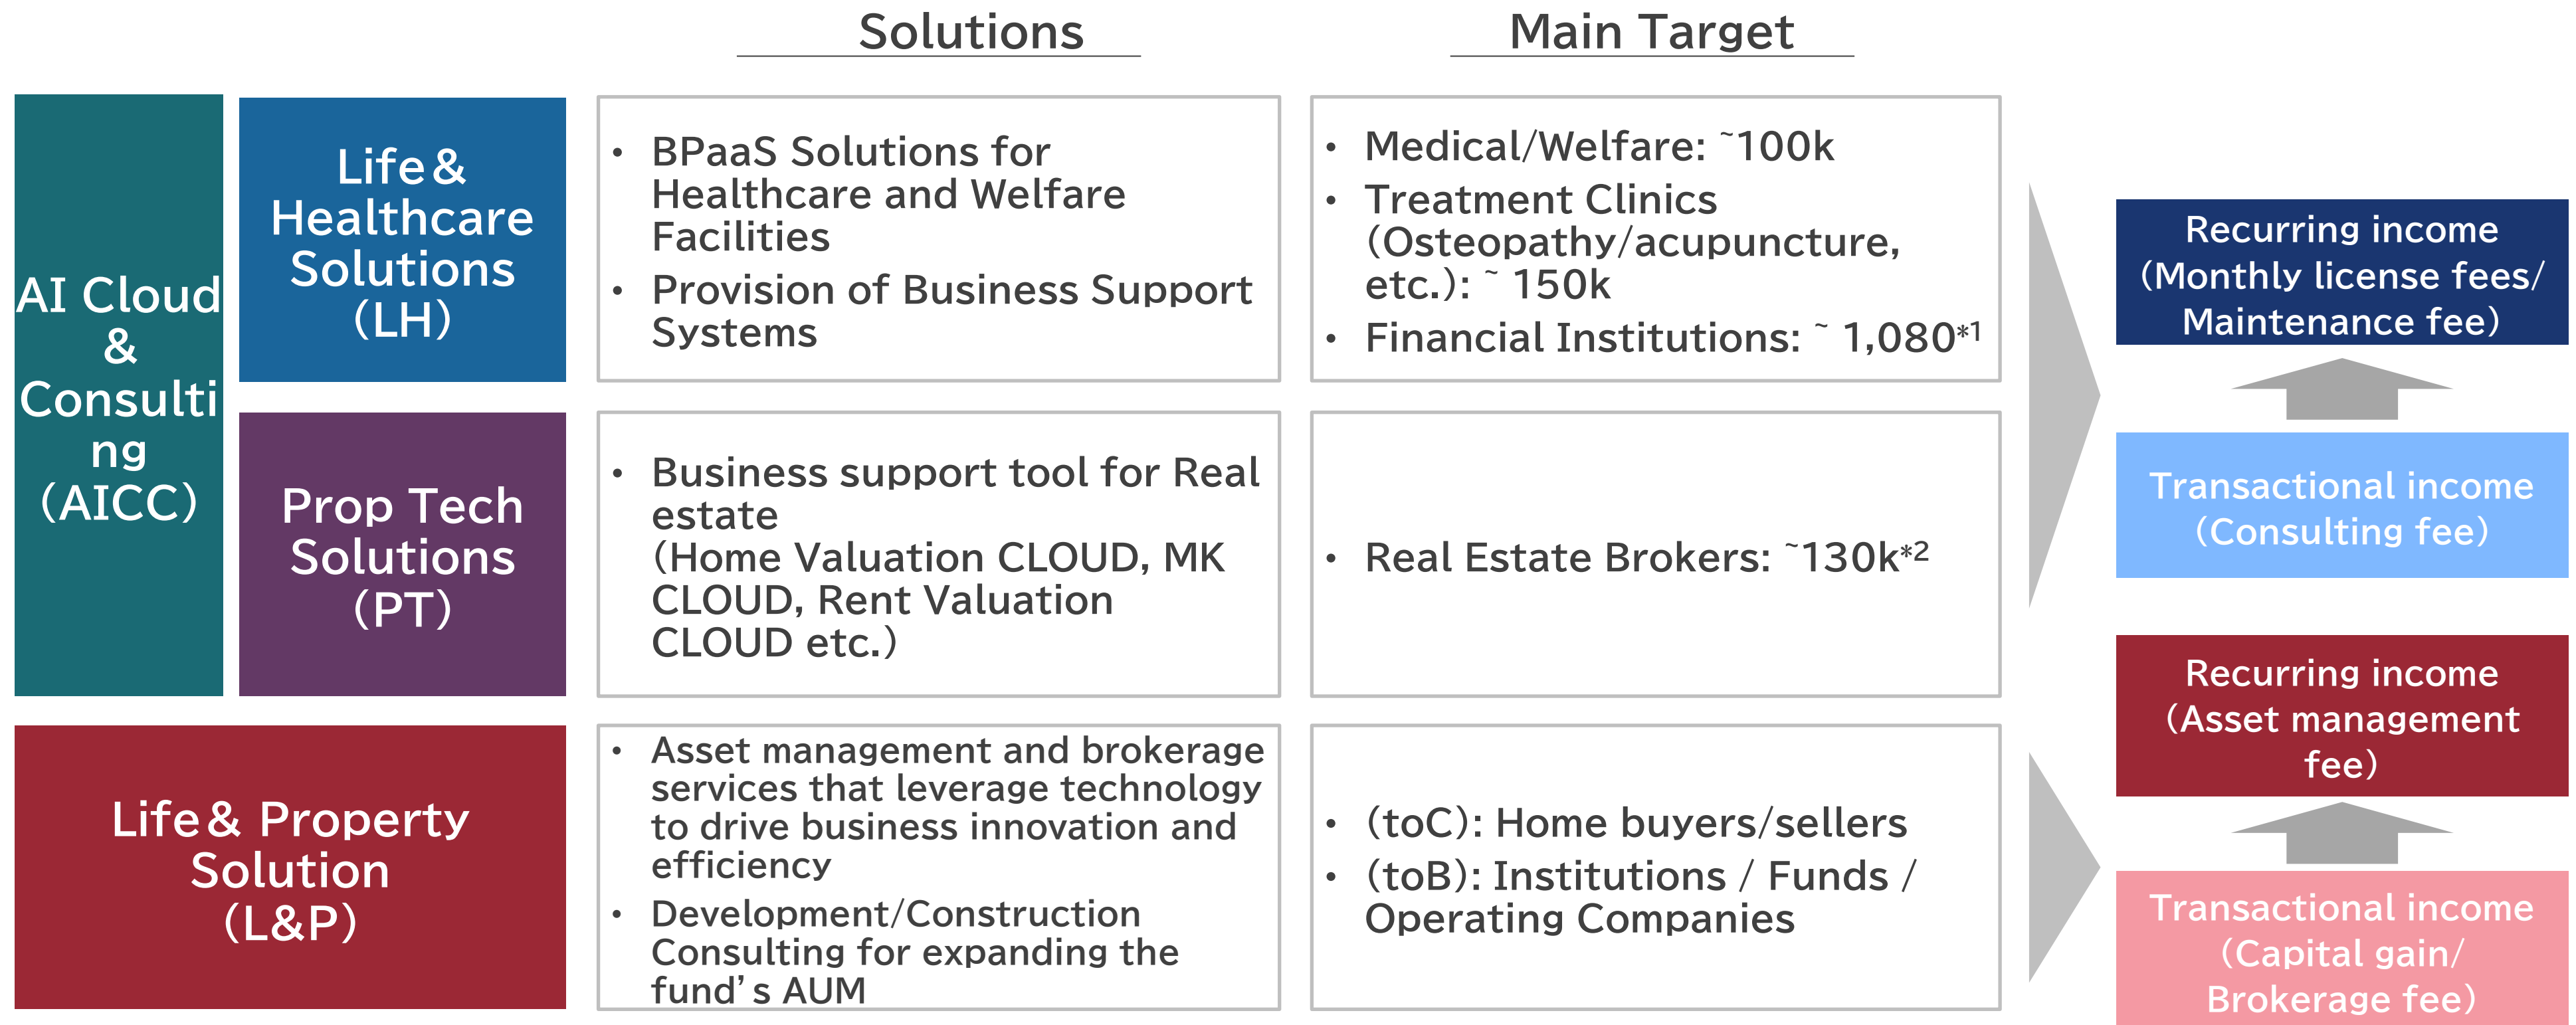 Solutions
Main Target
AI Cloud
&
Consulti
ng
(AICC)
Life&
Healthcare
Solutions
(LH)
• BPaaS Solutions for
Healthcare and Welfare
Facilities
• Provision of Business Support
Systems
• Medical/Welfare: ~100k
• Treatment Clinics
(Osteopathy/acupuncture,
etc.): ~ 150k
• Financial Institutions: ~ 1,080*1
Prop Tech
Solutions
(PT)
• Business support tool for Real
estate
(Home Valuation CLOUD, MK
CLOUD, Rent Valuation
CLOUD etc.)
• Real Estate Brokers: ~130k*2
Recurring income
(Monthly license fees/
Maintenance fee)
Transactional income
(Consulting fee)
Life& Property
Solution
(L&P)
• Asset management and brokerage
services that leverage technology
to drive business innovation and
efficiency
• Development/Construction
Consulting for expanding the
fund’s AUM
• (toC): Home buyers/sellers
• (toB): Institutions / Funds /
Operating Companies
Recurring income
(Asset management
fee)
Transactional income
(Capital gain/
Brokerage fee)